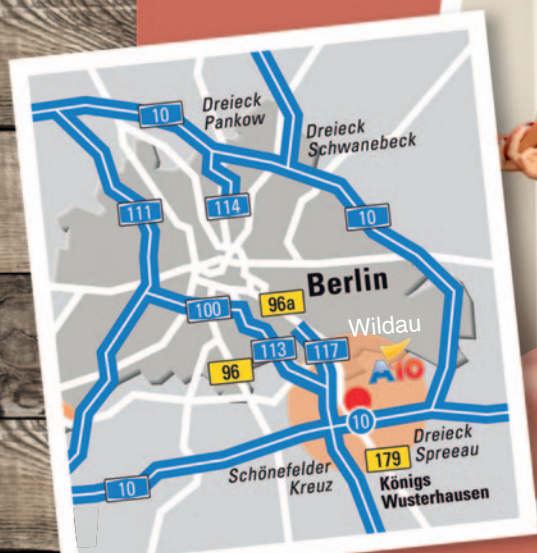 10
Dreieck
Pankow
Dreieck
Schwanebeck
111
114
10
Berlin
100
96a
Wildau
113
117
96
A10
10
Dreieck
Spreeau
179
Schönefelder
Kreuz
Königs
Wusterhausen
10